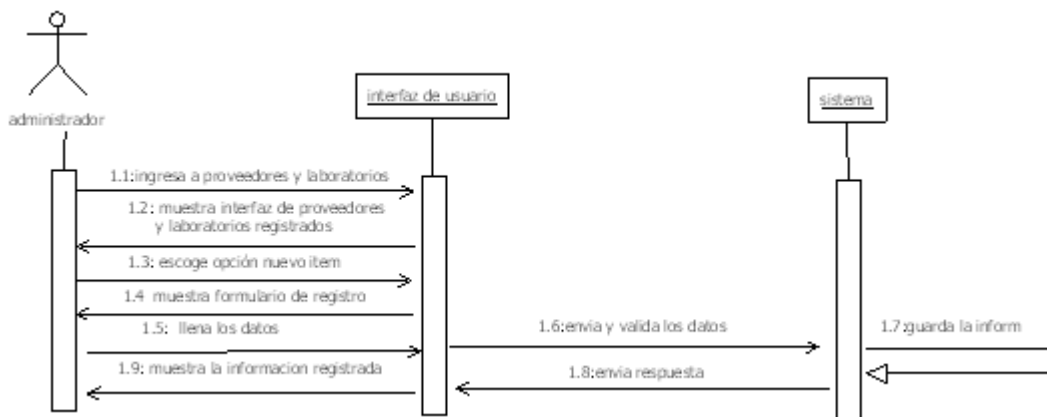 interfaz de usuario
sistema
administrador
1.1:ingresa a proveedores y laboratorios
1.2: muestra interfaz de proveedores
y laboratorios registrados
1.3: escoge opción nuevo item
1.4 muestra formulario de registro
1.5: llena los datos
1.6:envia y valida los datos
1.7:guarda la inform
1.9: muestra la informacion registrada
1.8:envia respuesta